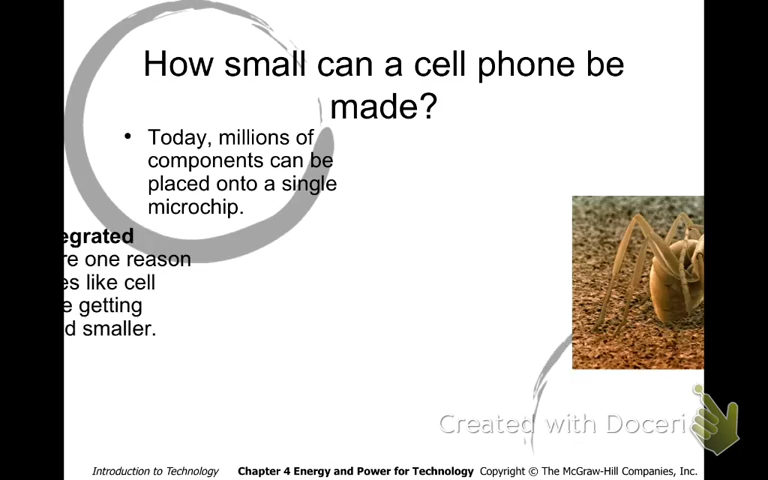 How small can a cell phone be
made?
• Today, millions of
components can be
placed onto a single
microchip.
egrated
re one reason
es like cell
e getting
d smaller.
Created with Doceri
Introduction to Technology Chapter 4 Energy and Power for Technology Copyright © The McGraw-Hill Companies, Inc.